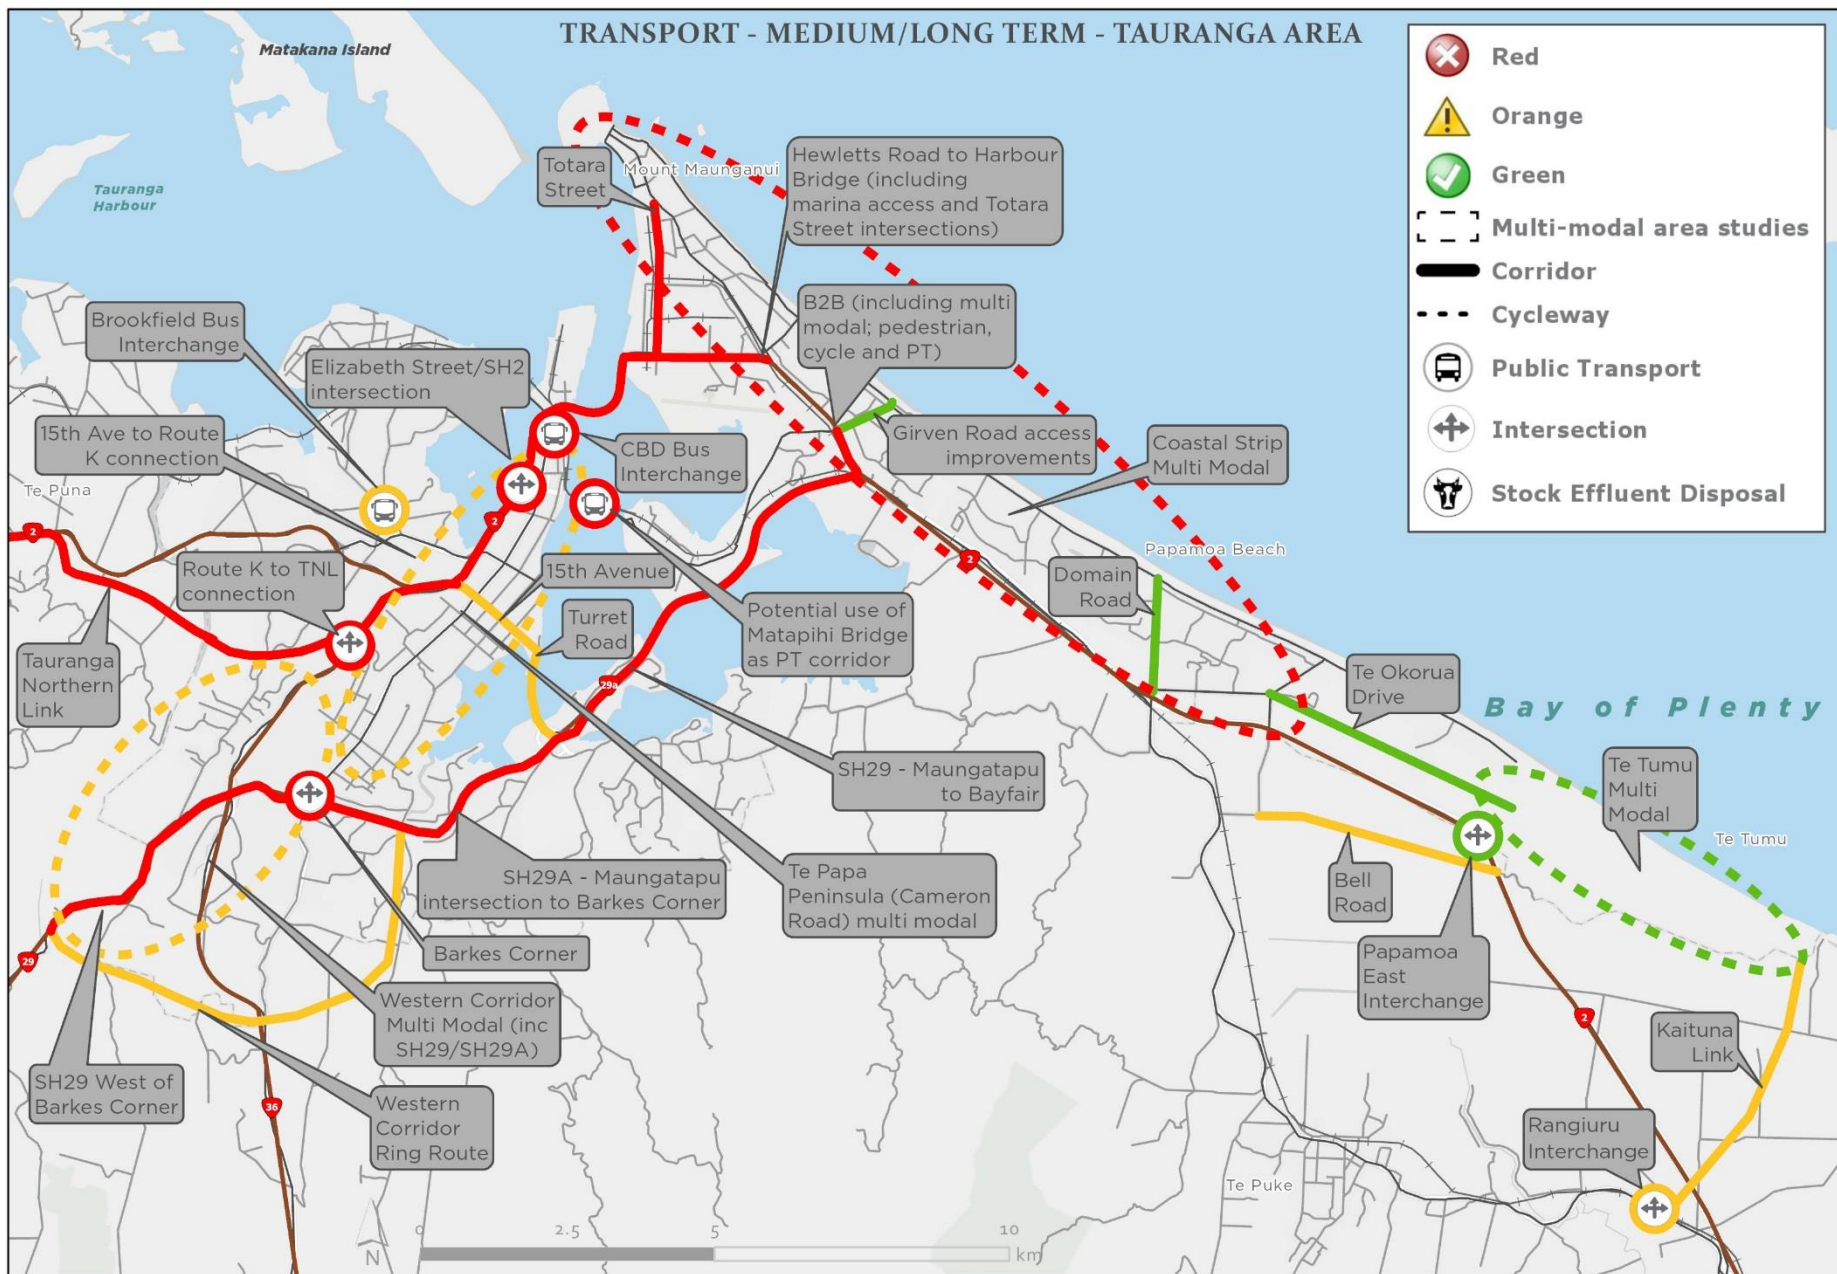 TRANSPORT - MEDIUM/LONG TERM - TAURANGA AREA
Matakana Island
Tauranga
Harbour
Red
Orange
Green
Multi-modal area studies
Corridor
Cycleway
Public Transport
Intersection
Stock Effluent Disposal
Totara
Street
Mount Maunganui
Hewletts Road to Harbour
Bridge (including
marina access and Totara
Street intersections)
B2B (including multi
modal; pedestrian,
cycle and PT)
Brookfield Bus
Interchange
Elizabeth Street/SH2
intersection
15th Ave to Route
K connection
CBD Bus
Interchange
Girven Road access
improvements
Coastal Strip
Multi Modal
Te Puna
2
2
2
Papamoa Beach
Route K to TNL
connection
15th Avenue
Turret
Road
Potential use of
Matapihi Bridge
as PT corridor
Domain
Road
Tauranga
Northern
Link
29a
Te Okorua
Drive
Bay of Plenty
SH29 - Maungatapu
to Bayfair
Te Tumu
Multi
Modal
Te Tumu
SH29A - Maungatapu
intersection to Barkes Corner
Te Papa
Peninsula (Cameron
Road) multi modal
Bell
Road
Barkes Corner
Papamoa
East
Interchange
29
Western Corridor
Multi Modal (inc
SH29/SH29A)
2
Kaituna
Link
SH29 West of
Barkes Corner
36
Western
Corridor
Ring Route
Rangiuru
Interchange
Te Puke
N
0
2.5
5
10
km